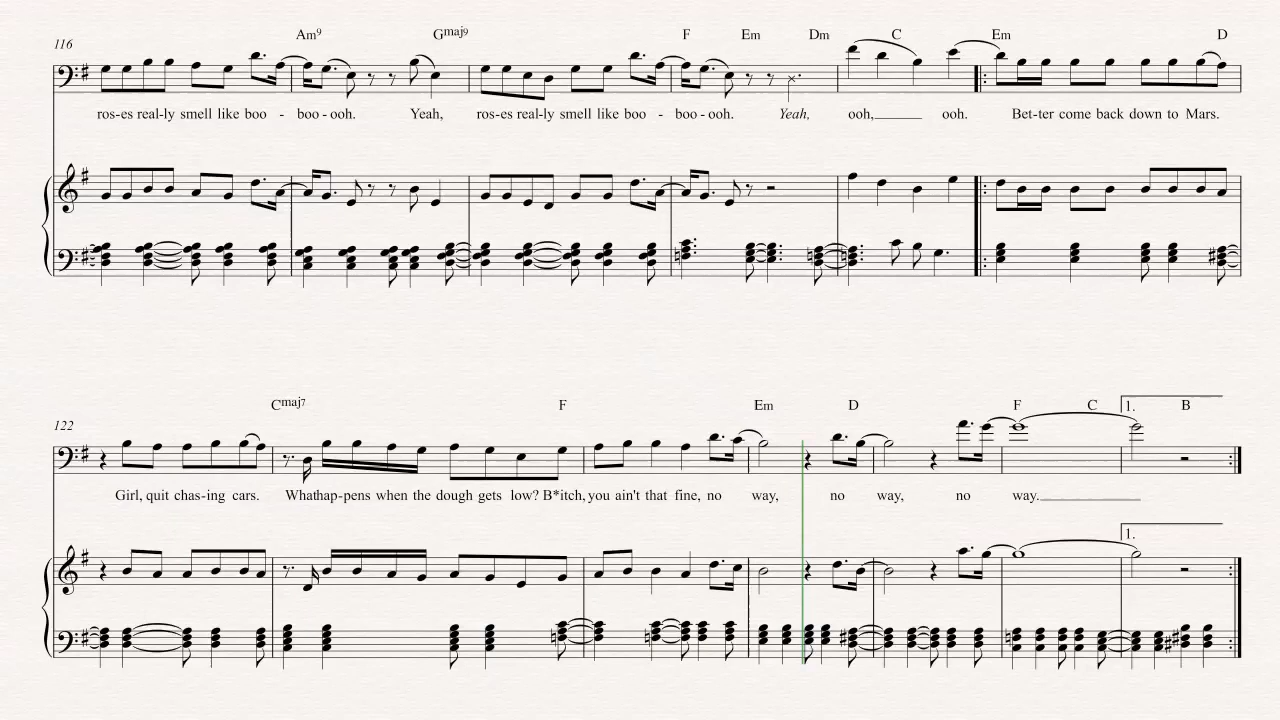 116
Am9 Gmaj9 F Em Dm C Em D
ros-es real-ly smell like boo - boo-ooh. Yeah, ros-es real-ly smell like boo - boo-ooh. Yeah, ooh, ooh. Bet-ter come back down to Mars.
122
Cmaj7 F Em D F C 1. B
Girl, quit chas-ing cars. Whathap-pens when the dough gets low? B*itch, you ain't that fine, no way, no way, no way.
1.